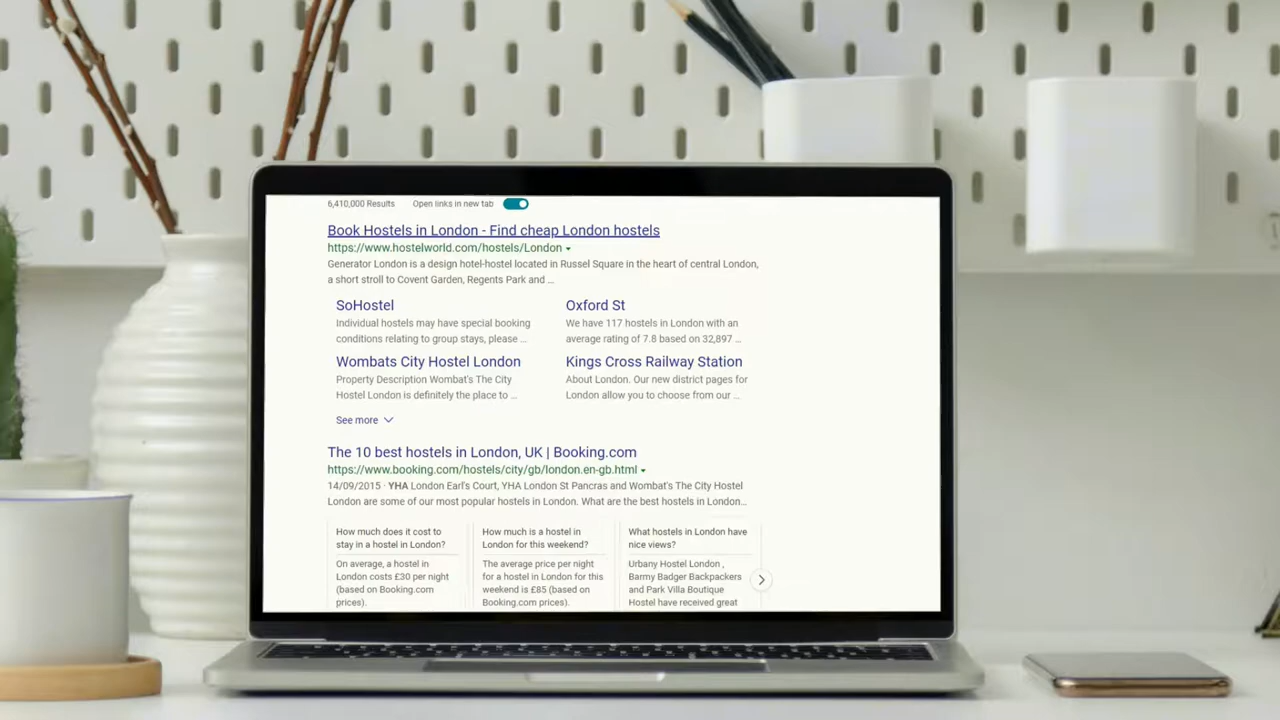 6,410,000 Results Open links in new tab
Book Hostels in London - Find cheap London hostels
https://www.hostelworld.com/hostels/London
Generator London is a design hotel-hostel located in Russel Square in the heart of central London,
a short stroll to Covent Garden, Regents Park and ...
SoHostel
Individual hostels may have special booking
conditions relating to group stays, please ...
Oxford St
We have 117 hostels in London with an
average rating of 7.8 based on 32,897 ...
Wombats City Hostel London
Property Description Wombat's The City
Hostel London is definitely the place to ...
Kings Cross Railway Station
About London. Our new district pages for
London allow you to choose from our ...
See more
The 10 best hostels in London, UK | Booking.com
https://www.booking.com/hostels/city/gb/london.en-gb.html
14/09/2015 · YHA London Earl's Court, YHA London St Pancras and Wombat's The City Hostel
London are some of our most popular hostels in London. What are the best hostels in London...
How much does it cost to
stay in a hostel in London?
On average, a hostel in
London costs £30 per night
(based on Booking.com
prices).
How much is a hostel in
London for this weekend?
The average price per night
for a hostel in London for this
weekend is £85 (based on
Booking.com prices).
What hostels in London have
nice views?
Urbany Hostel London ,
Barmy Badger Backpackers
and Park Villa Boutique
Hostel have received great